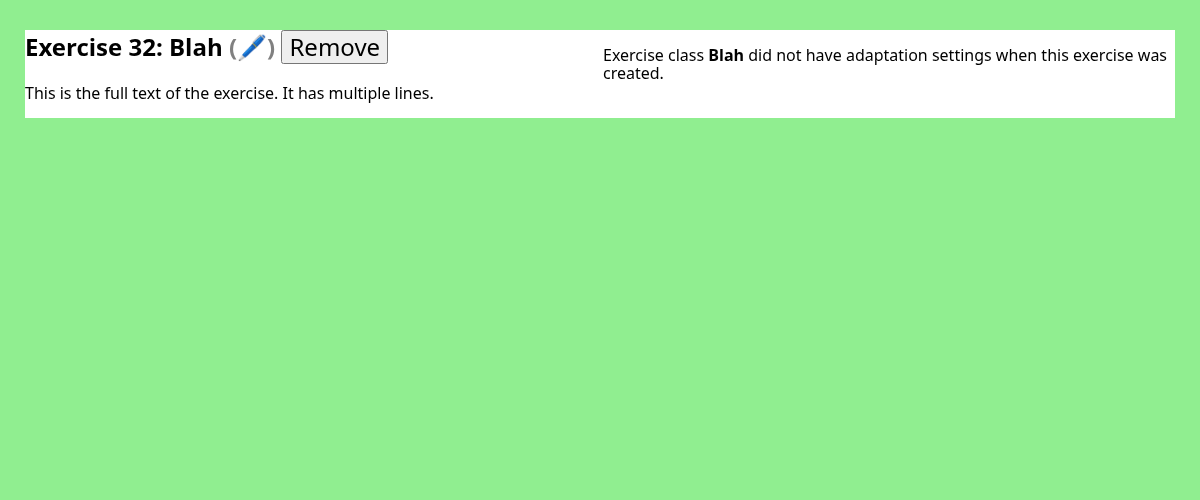 Exercise 32: Blah (🖊️) Remove
This is the full text of the exercise. It has multiple lines.
Exercise class Blah did not have adaptation settings when this exercise was
created.